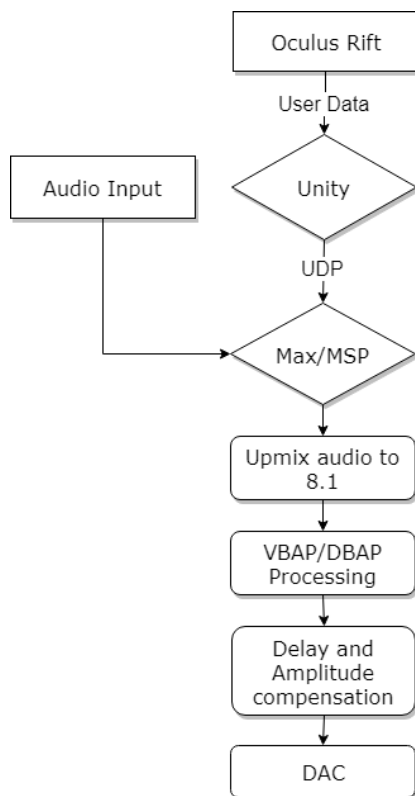 Oculus Rift
User Data
Audio Input
Unity
UDP
Max/MSP
Upmix audio to
8.1
VBAP/DBAP
Processing
Delay and
Amplitude
compensation
DAC